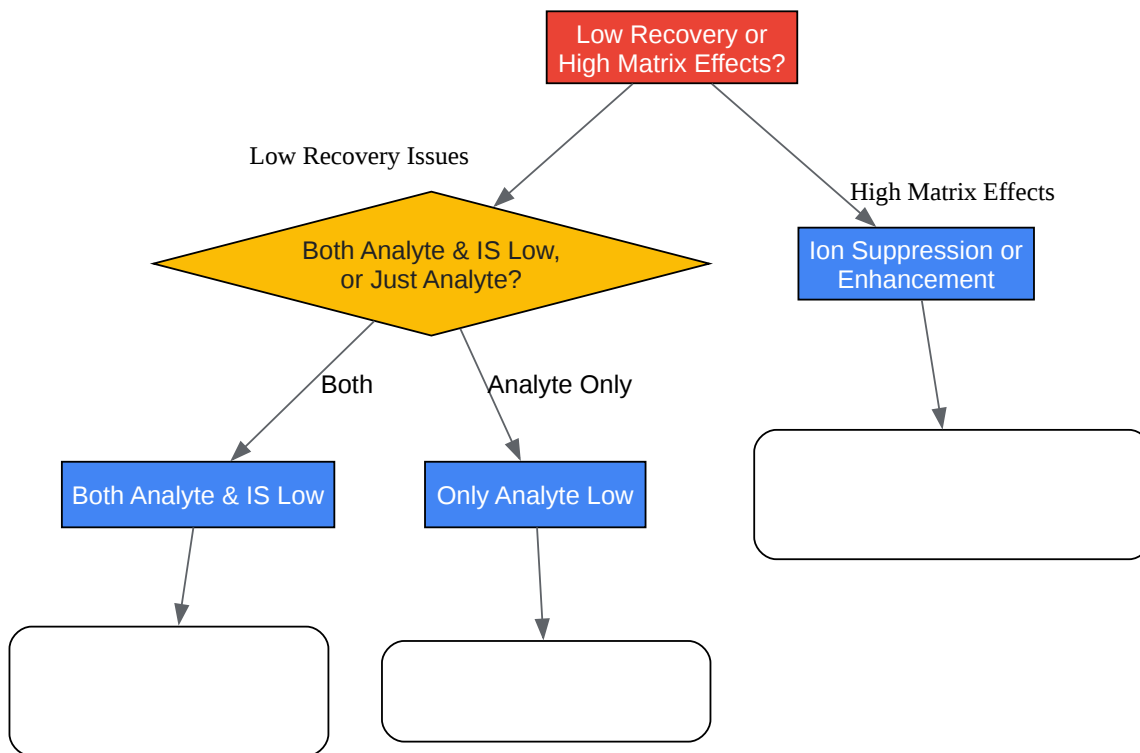 Low Recovery or
High Matrix Effects?
Low Recovery Issues
High Matrix Effects
Both Analyte & IS Low,
or Just Analyte?
Ion Suppression or
Enhancement
Both
Analyte Only
Both Analyte & IS Low
Only Analyte Low